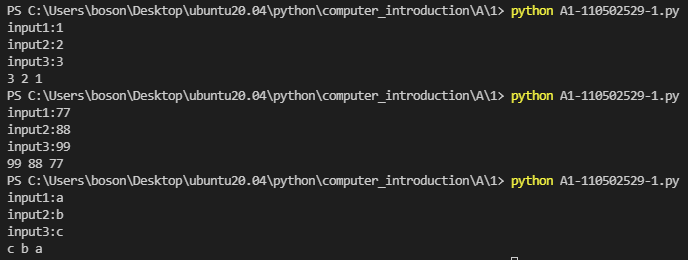 PS C:\Users\boson\Desktop\ubuntu20.04\python\computer_introduction\A\1> python A1-110502529-1.py
input1:1
input2:2
input3:3
3 2 1
PS C:\Users\boson\Desktop\ubuntu20.04\python\computer_introduction\A\1> python A1-110502529-1.py
input1:77
input2:88
input3:99
99 88 77
PS C:\Users\boson\Desktop\ubuntu20.04\python\computer_introduction\A\1> python A1-110502529-1.py
input1:a
input2:b
input3:c
c b a